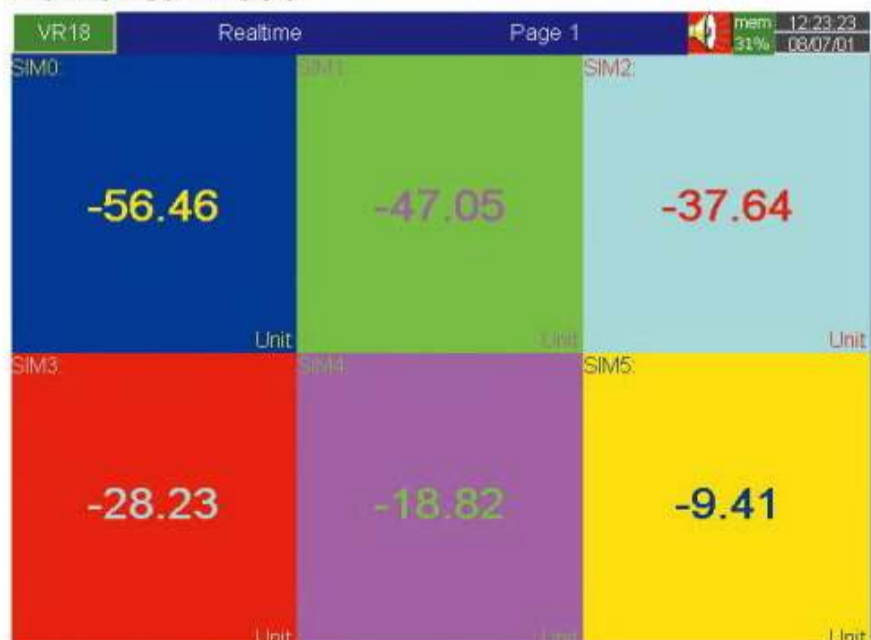 VR18 Realtime Page 1 mem 12:23:23
31% 08/07/01
SIM0: SIM1: SIM2:
-56.46 -47.05 -37.64
Unit Unit Unit
SIM3: SIM4: SIM5:
-28.23 -18.82 -9.41
Unit Unit Unit